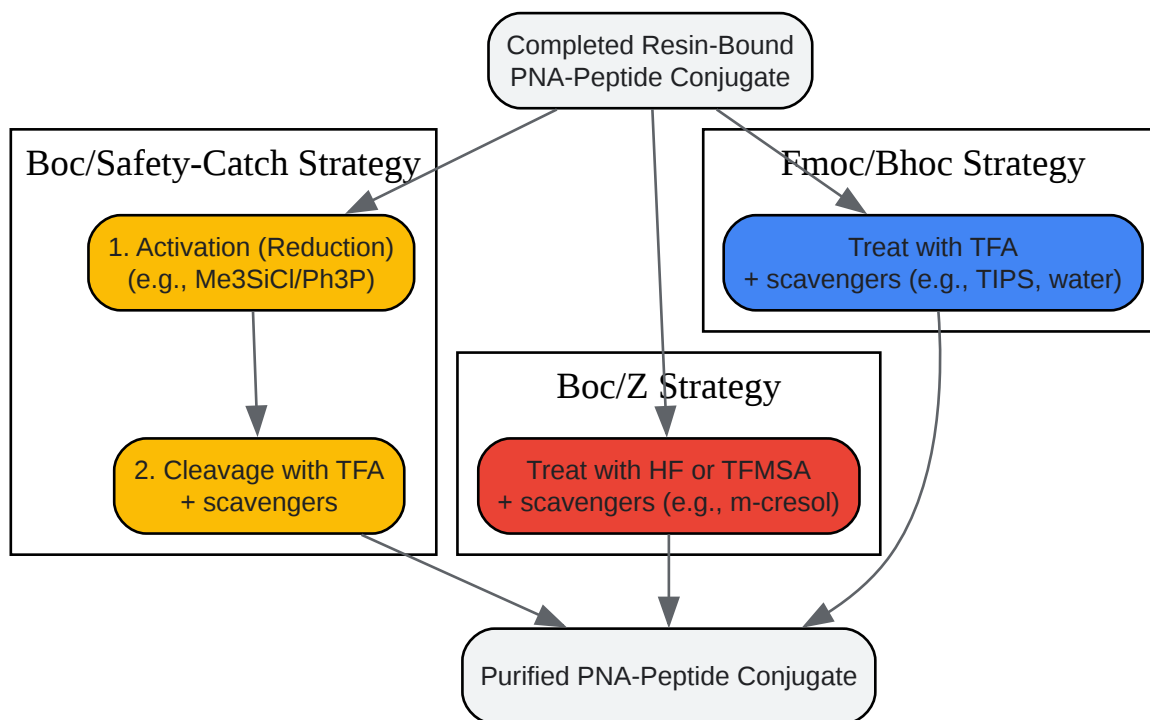 Completed Resin-Bound
PNA-Peptide Conjugate
Boc/Safety-Catch Strategy
1. Activation (Reduction)
(e.g., Me3SiCl/Ph3P)
2. Cleavage with TFA
+ scavengers
Boc/Z Strategy
Treat with HF or TFMSA
+ scavengers (e.g., m-cresol)
Fmoc/Bhoc Strategy
Treat with TFA
+ scavengers (e.g., TIPS, water)
Purified PNA-Peptide Conjugate